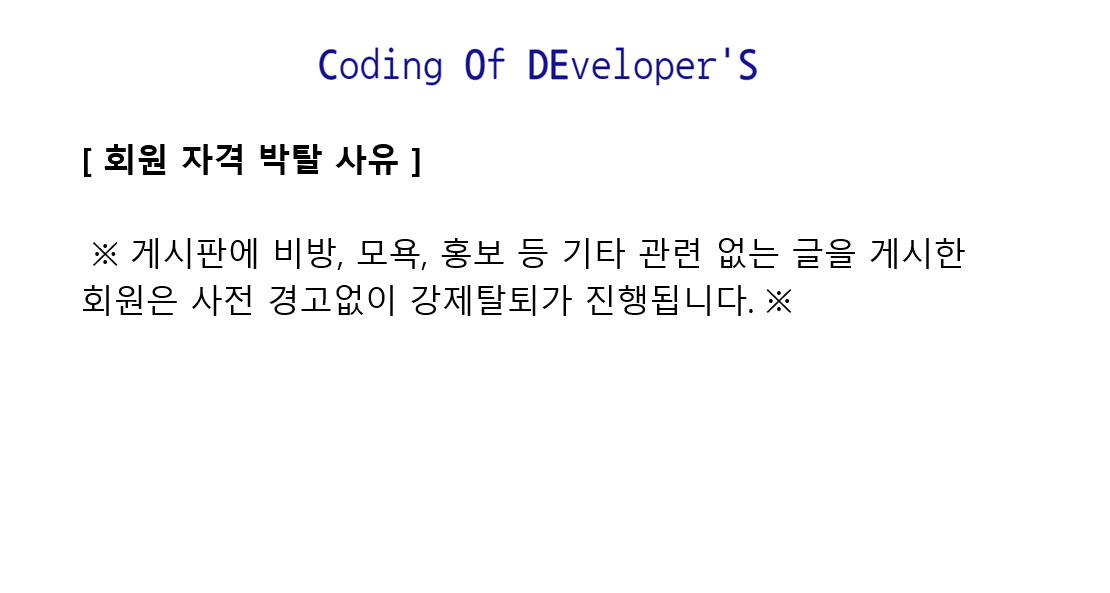 Coding Of DEveloper'S
[ 회원 자격 박탈 사유 ]
※ 게시판에 비방, 모욕, 홍보 등 기타 관련 없는 글을 게시한
회원은 사전 경고없이 강제탈퇴가 진행됩니다. ※